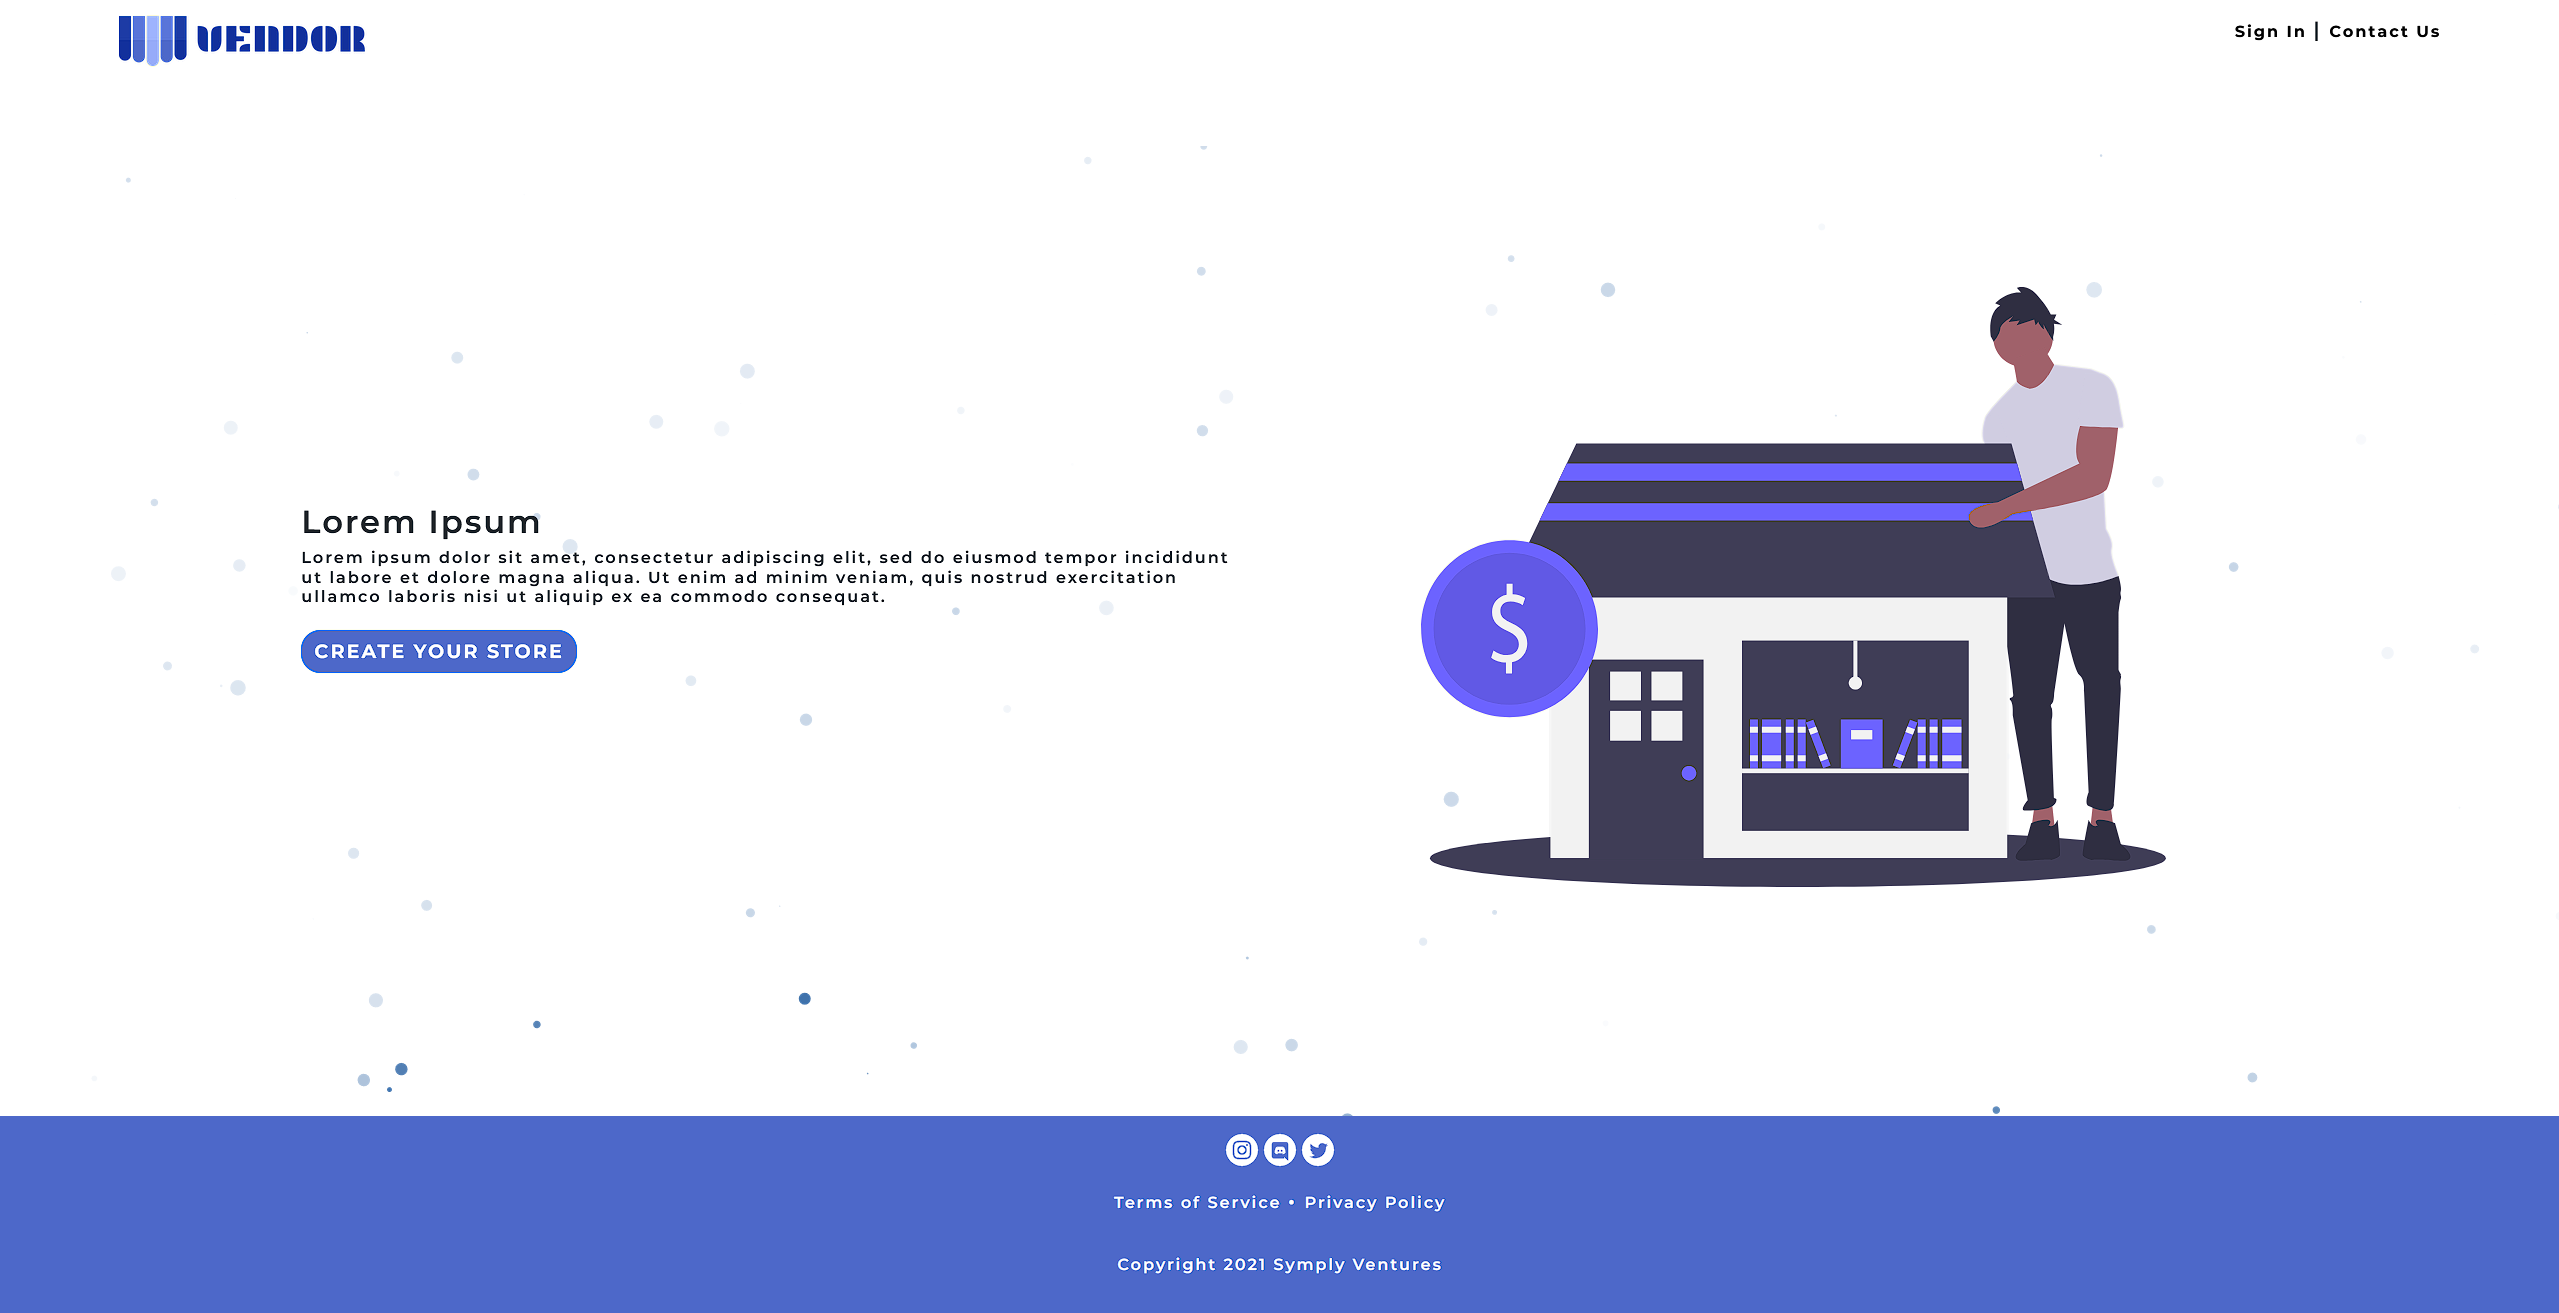 VENDOR
Sign In | Contact Us
Lorem Ipsum
Lorem ipsum dolor sit amet, consectetur adipiscing elit, sed do eiusmod tempor incididunt
ut labore et dolore magna aliqua. Ut enim ad minim veniam, quis nostrud exercitation
ullamco laboris nisi ut aliquip ex ea commodo consequat.
CREATE YOUR STORE
$
Terms of Service • Privacy Policy
Copyright 2021 Symply Ventures